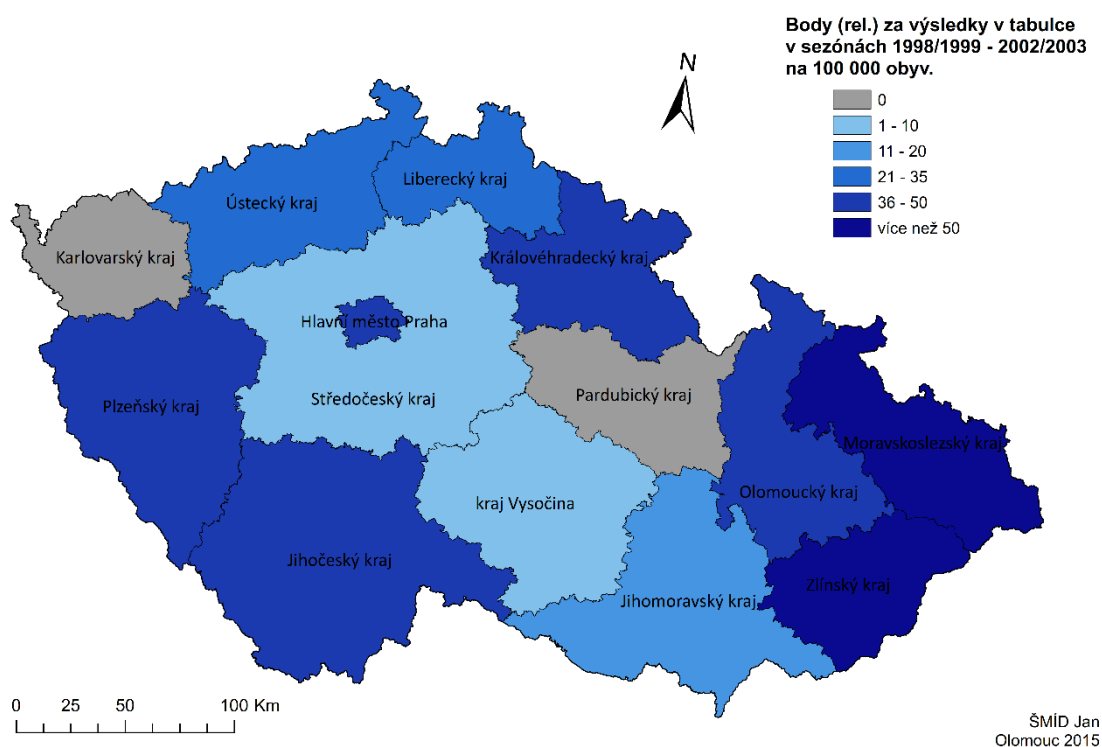 Body (rel.) za výsledky v tabulce
v sezónách 1998/1999 - 2002/2003
na 100 000 obyv.
0
1 - 10
11 - 20
21 - 35
36 - 50
více než 50
N
Liberecký kraj
Ústecký kraj
Karlovarský kraj
Královéhradecký kraj
Hlavní město Praha
Pardubický kraj
Středočeský kraj
Plzeňský kraj
Moravskoslezský kraj
Olomoucký kraj
kraj Vysočina
Jihočeský kraj
Zlínský kraj
Jihomoravský kraj
0 25 50 100 Km
ŠMÍD Jan
Olomouc 2015